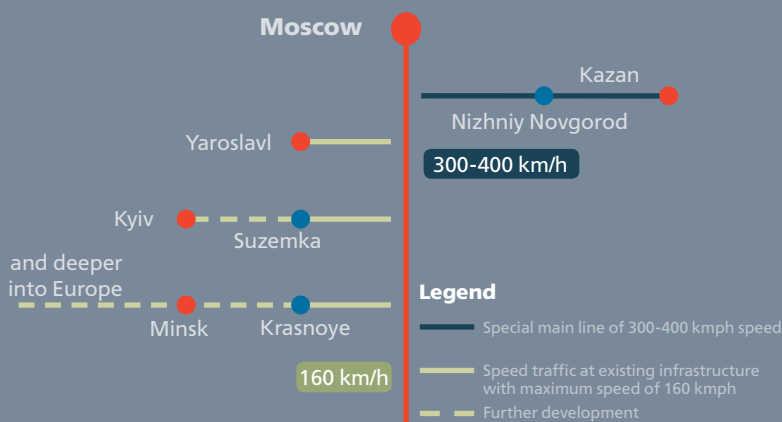 Moscow
Kazan
Nizhniy Novgorod
Yaroslavl
300-400 km/h
Kyiv
Suzemka
and deeper
into Europe
Minsk
Krasnoye
160 km/h
Legend
Special main line of 300-400 kmph speed
Speed traffic at existing infrastructure
with maximum speed of 160 kmph
Further development